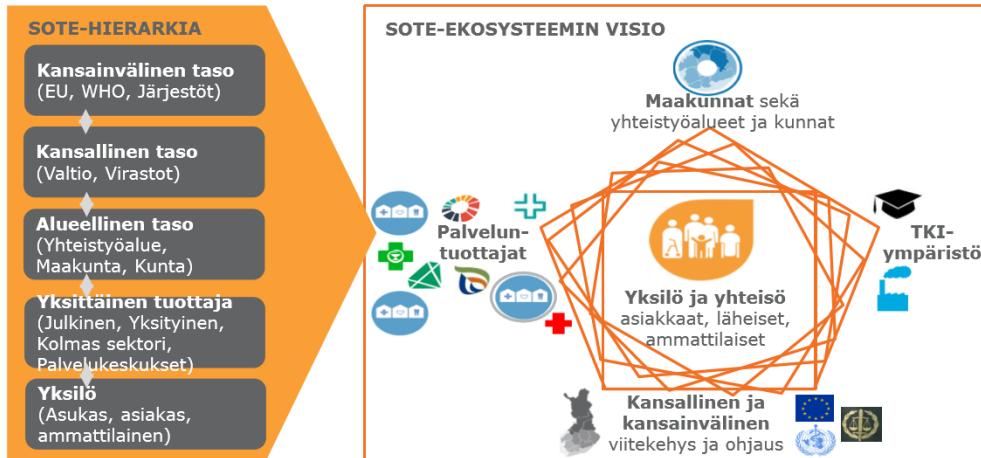 SOTE-HIERARKIA
Kansainvälinen taso
(EU, WHO, Järjestöt)
Kansallinen taso
(Valtio, Virastot)
Alueellinen taso
(Yhteistyöalue,
Maakunta, Kunta)
Yksittäinen tuottaja
(Julkinen, Yksityinen,
Kolmas sektori,
Palvelukeskukset)
Yksilö
(Asukas, asiakas,
ammattilainen)
SOTE-EKOSYSTEEMIN VISIO
Maakunnat sekä
yhteistyöalueet ja kunnat
Palvelun-
tuottajat
TKI-
ympäristö
Yksilö ja yhteisö
asiakkaat, läheiset,
ammattilaiset
Kansallinen ja
kansainvälinen
viitekehys ja ohjaus